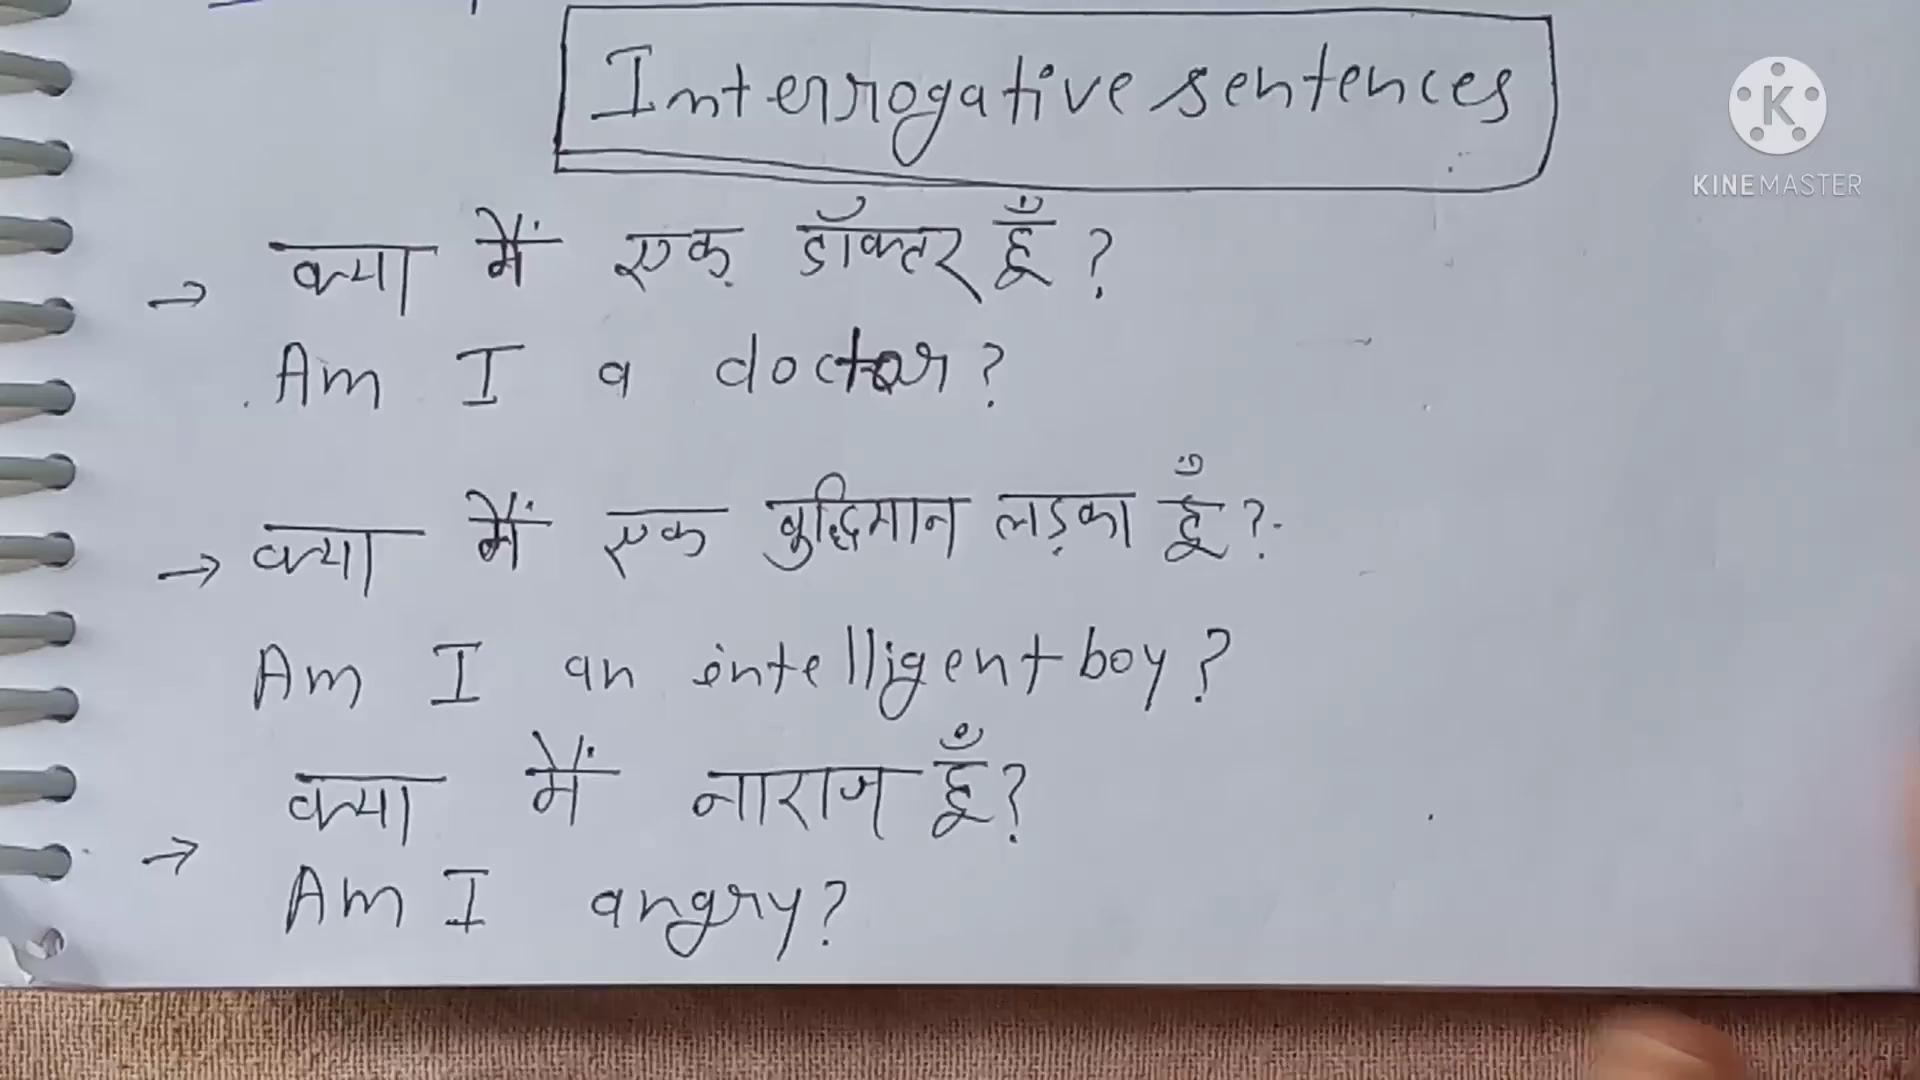 Interrogative sentences
K
KINEMASTER
क्या मैं एक डॉक्टर हूँ ?
→
Am I a doctor ?
→ क्या मैं एक बुद्धिमान लड़का हूँ ?
Am I an intelligent boy ?
क्या मैं नाराज हूँ ?
→
Am I angry ?